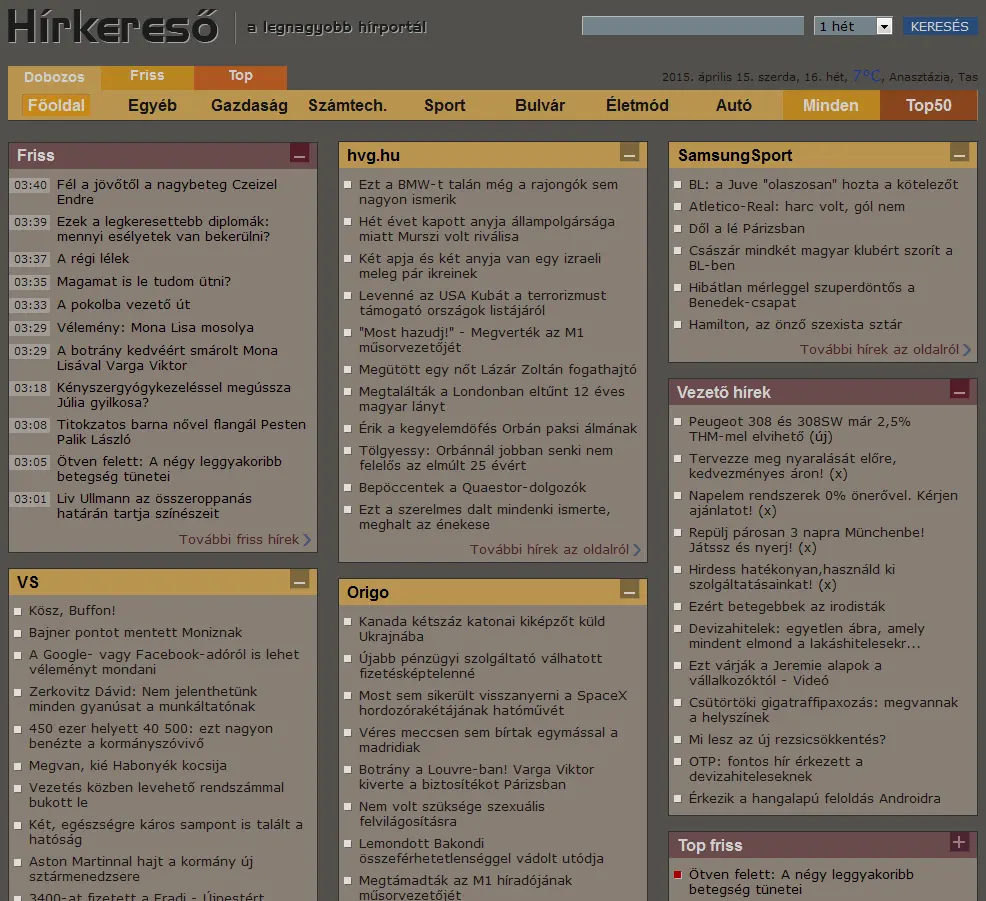 Hírkereső
a legnagyobb hírportál
1 hét
KERESÉS
Dobozos
Friss
Top
2015. április 15. szerda, 16. hét, 7°C, Anasztázia, Tas
Főoldal
Egyéb
Gazdaság
Számtech.
Sport
Bulvár
Életmód
Autó
Minden
Top50
Friss
03:40 Fél a jövőtől a nagybeteg Czeizel
Endre
03:39 Ezek a legkeresettebb diplomák:
mennyi esélyetek van bekerülni?
03:37 A régi lélek
03:35 Magamat is le tudom ütni?
03:33 A pokolba vezető út
03:29 Vélemény: Mona Lisa mosolya
03:29 A botrány kedvéért smárolt Mona
Lisával Varga Viktor
03:18 Kényszergyógykezeléssel megússza
Júlia gyilkosa?
03:08 Titokzatos barna nővel flangál Pesten
Palik László
03:05 Ötven felett: A négy leggyakoribb
betegség tünetei
03:01 Liv Ullmann az összeroppanás
határán tartja színészeit
További friss hírek
VS
Kösz, Buffon!
Bajner pontot mentett Moniznak
A Google- vagy Facebook-adóról is lehet
véleményt mondani
Zerkovitz Dávid: Nem jelenthetünk
minden gyanúsat a munkáltatónak
450 ezer helyett 40 500: ezt nagyon
benézte a kormányszóvivő
Megvan, kié Habonyék kocsija
Vezetés közben levehető rendszámmal
bukott le
Két, egészségre káros sampont is talált a
hatóság
Aston Martinnal hajt a kormány új
sztármenedzsere
3400-at fizetett a Fradi - Újpestért
hvg.hu
Ezt a BMW-t talán még a rajongók sem
nagyon ismerik
Hét évet kapott anyja állampolgársága
miatt Murszi volt riválisa
Két apja és két anyja van egy izraeli
meleg pár ikreinek
Levenné az USA Kubát a terrorizmust
támogató országok listájáról
"Most hazudj!" - Megverték az M1
műsorvezetőjét
Megütött egy nőt Lázár Zoltán fogathajtó
Megtalálták a Londonban eltűnt 12 éves
magyar lányt
Érik a kegyelemdöfés Orbán paksi álmának
Tölgyessy: Orbánnál jobban senki nem
felelős az elmúlt 25 évért
Bepöccentek a Quaestor-dolgozók
Ezt a szerelmes dalt mindenki ismerte,
meghalt az énekese
További hírek az oldalról
Origo
Kanada kétszáz katonai kiképzőt küld
Ukrajnába
Újabb pénzügyi szolgáltató válhatott
fizetésképtelenné
Most sem sikerült visszanyerni a SpaceX
hordozórakétájának hatóművét
Véres meccsen sem bírtak egymással a
madridiak
Botrány a Louvre-ban! Varga Viktor
kiverte a biztosítékot Párizsban
Nem volt szüksége szexuális
felvilágosításra
Lemondott Bakondi
összeférhetetlenséggel vádolt utódja
Megtámadták az M1 híradójának
műsorvezetőjét
SamsungSport
BL: a Juve "olaszosan" hozta a kötelezőt
Atletico-Real: harc volt, gól nem
Dől a lé Párizsban
Császár mindkét magyar klubért szorít a
BL-ben
Hibátlan mérleggel szuperdöntős a
Benedek-csapat
Hamilton, az önző szexista sztár
További hírek az oldalról
Vezető hírek
Peugeot 308 és 308SW már 2,5%
THM-mel elvihető (új)
Tervezze meg nyaralását előre,
kedvezményes áron! (x)
Napelem rendszerek 0% önerővel. Kérjen
ajánlatot! (x)
Repülj párosan 3 napra Münchenbe!
Játssz és nyerj! (x)
Hirdess hatékonyan,használd ki
szolgáltatásainkat! (x)
Ezért betegebbek az irodisták
Devizahitelek: egyetlen ábra, amely
mindent elmond a lakáshitelesekr...
Ezt várják a Jeremie alapok a
vállalkozóktól - Videó
Csütörtöki gigatraffipaxozás: megvannak
a helyszínek
Mi lesz az új rezsicsökkentés?
OTP: fontos hír érkezett a
devizahiteleseknek
Érkezik a hangalapú feloldás Androidra
Top friss
Ötven felett: A négy leggyakoribb
betegség tünetei